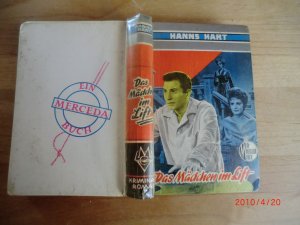 EIN
MERCEDA
BUCH
Das
Mädchen
im
Lift
KRIMINAL
ROMAN
HANNS HART
Das Mädchen im Lift
2010/4/20